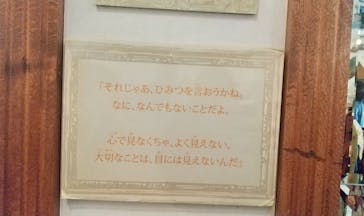 「それじゃあ、ひみつを言おうかね。
なに、なんでもないことだよ。
心で見なくちゃ、よく見えない。
大切なことは、目には見えないんだ」